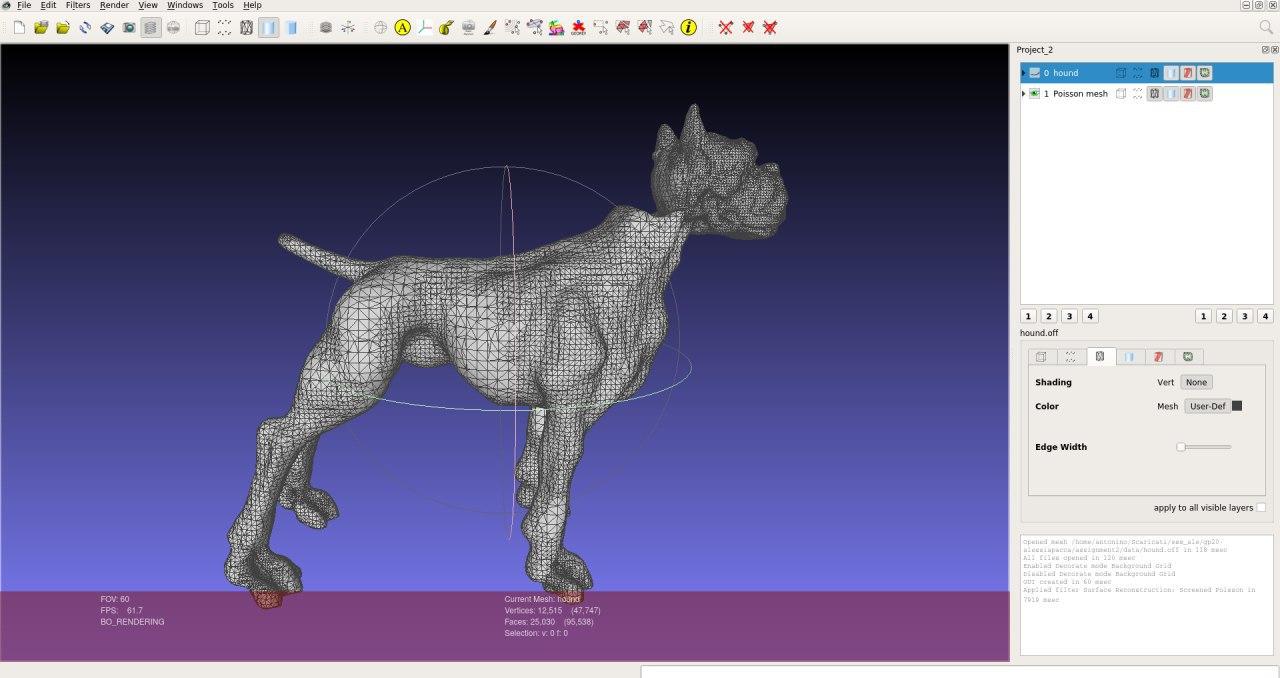 File Edit Filters Render View Windows Tools Help
A
i
Project_2
0 hound
1 Poisson mesh
1 2 3 4 1 2 3 4
hound.off
Shading Vert None
Color Mesh User-Def
Edge Width
apply to all visible layers
Opened mesh /home/antonino/Scaricati/ess_ale/gp20-
alessiapacca/assignment2/data/hound.off in 118 msec
All files opened in 120 msec
Enabled Decorate mode Background Grid
Disabled Decorate mode Background Grid
GUI created in 60 msec
Applied filter Surface Reconstruction: Screened Poisson in
7919 msec
FOV: 60
FPS: 61.7
BO_RENDERING
Current Mesh: hound
Vertices: 12,515 (47,747)
Faces: 25,030 (95,538)
Selection: v: 0 f: 0